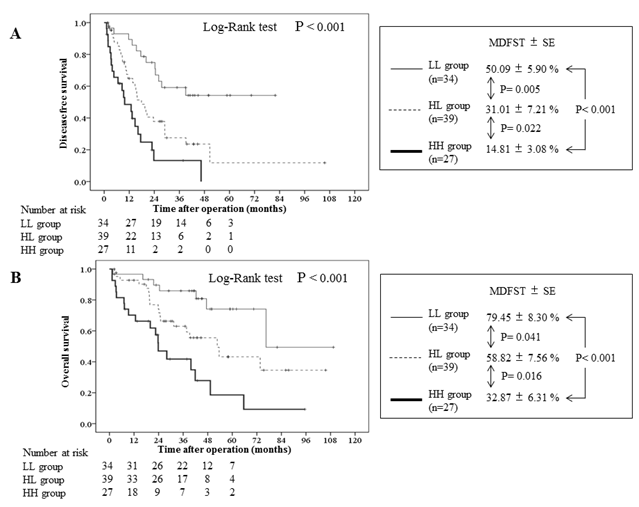 A
Log-Rank test P < 0.001
Disease free survival
1.0
0.8
0.6
0.4
0.2
0.0
0 12 24 36 48 60 72 84 96 108 120
Time after operation (months)
Number at risk
LL group 34 27 19 14 6 3
HL group 39 22 13 6 2 1
HH group 27 11 2 2 0 0
MDFST ± SE
LL group 50.09 ± 5.90 %
(n=34)
P= 0.005
HL group 31.01 ± 7.21 %
(n=39)
P< 0.001
P= 0.022
HH group 14.81 ± 3.08 %
(n=27)
B
Log-Rank test P < 0.001
Overall survival
1.0
0.8
0.6
0.4
0.2
0.0
0 12 24 36 48 60 72 84 96 108 120
Time after operation (months)
Number at risk
LL group 34 31 26 22 12 7
HL group 39 33 26 17 8 4
HH group 27 18 9 7 3 2
MDFST ± SE
LL group 79.45 ± 8.30 %
(n=34)
P= 0.041
HL group 58.82 ± 7.56 %
(n=39)
P< 0.001
P= 0.016
HH group 32.87 ± 6.31 %
(n=27)